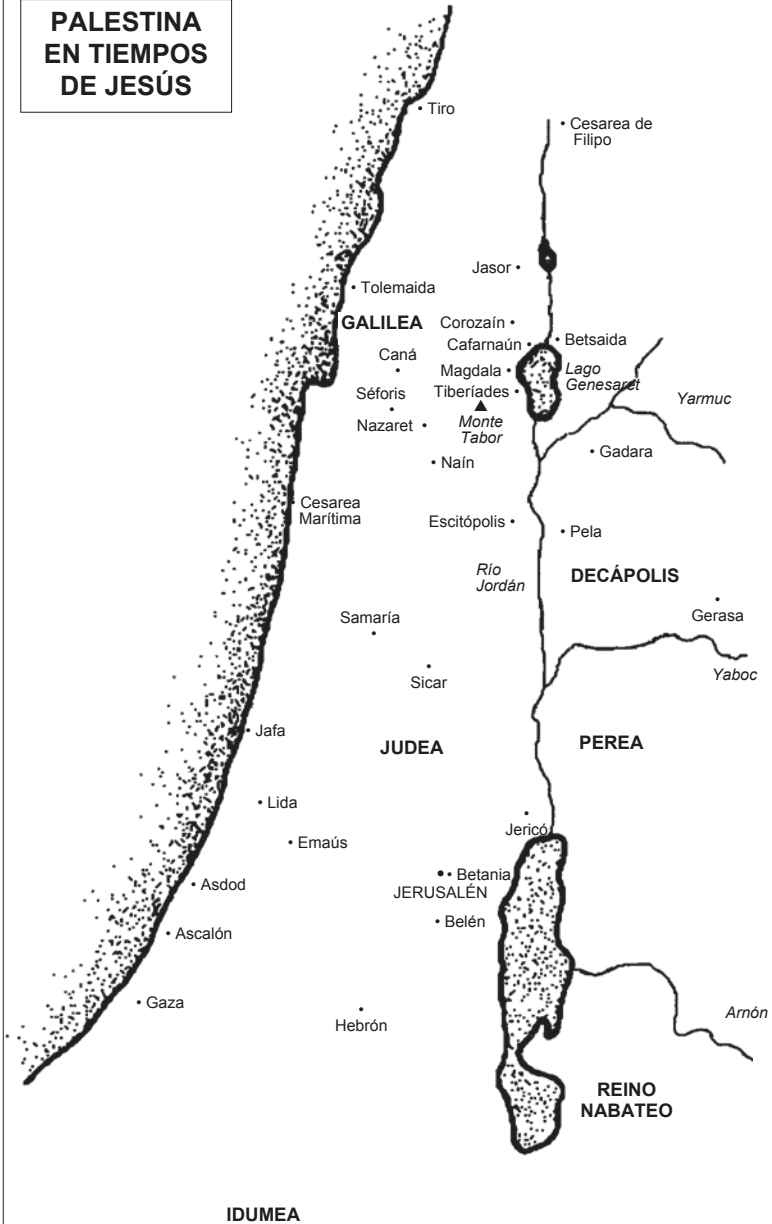 PALESTINA
EN TIEMPOS
DE JESÚS
Tiro
Cesarea de
Filipo
Jasor
Tolemaida
GALILEA
Corozaín
Cafarnaún
Betsaida
Caná
Magdala
Lago
Genesaret
Séforis
Tiberíades
Yarmuc
Nazaret
Monte
Tabor
Gadara
Naín
Cesarea
Marítima
Escitópolis
Pela
Río
Jordán
DECÁPOLIS
Gerasa
Samaría
Sicar
Yaboc
Jafa
JUDEA
PEREA
Lida
Jericó
Emaús
Betania
JERUSALÉN
Asdod
Belén
Ascalón
Gaza
Hebrón
Arnón
REINO
NABATEO
IDUMEA